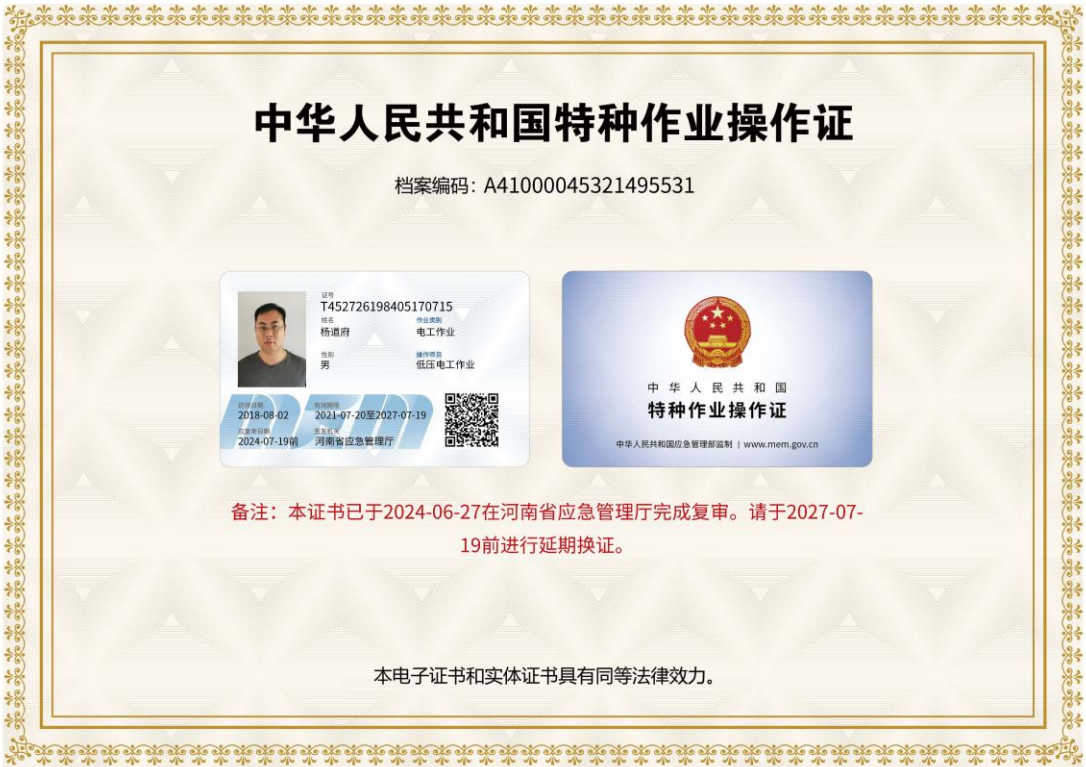 中华人民共和国特种作业操作证
档案编码：A41000045321495531
证号
T452726198405170715
姓名 作业类别
杨道府 电工作业
性别 操作项目
男 低压电工作业
初领日期 有效期限
2018-08-02 2021-07-20至2027-07-19
应复审日期 签发机关
2024-07-19前 河南省应急管理厅
中华人民共和国
特种作业操作证
中华人民共和国应急管理部监制 | www.mem.gov.cn
备注：本证书已于2024-06-27在河南省应急管理厅完成复审。请于2027-07-
19前进行延期换证。
本电子证书和实体证书具有同等法律效力。